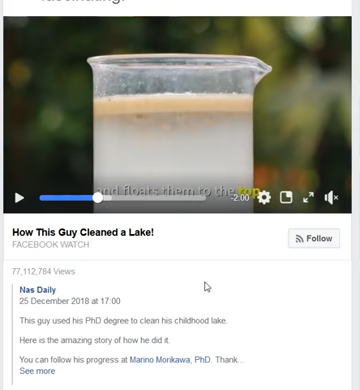 fascinating!
and floats them to the top
-2:00
How This Guy Cleaned a Lake!
FACEBOOK WATCH
Follow
77,112,784 Views
Nas Daily
25 December 2018 at 17:00
This guy used his PhD degree to clean his childhood lake.
Here is the amazing story of how he did it.
You can follow his progress at Marino Morikawa, PhD. Thank...
See more